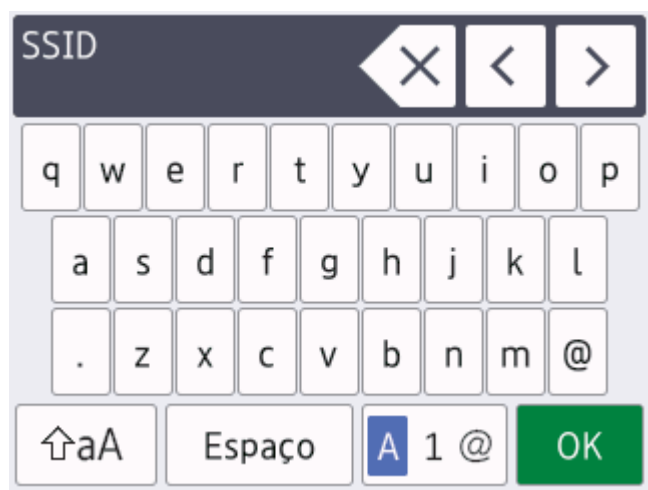 SSID
q w e r t y u i o p
a s d f g h j k l
. z x c v b n m @
aA Espaço A 1 @ OK